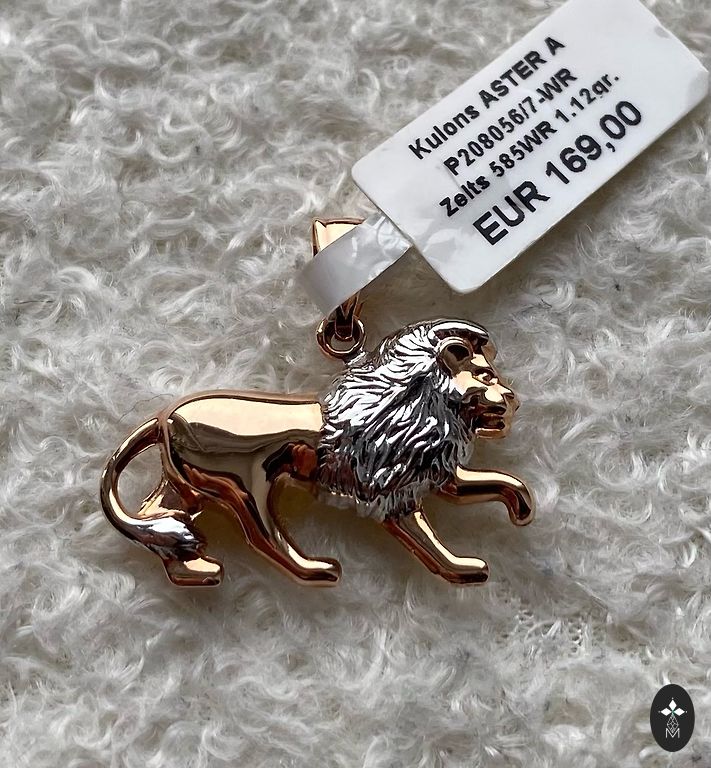 Kulons ASTER A
P208056/7-WR
Zelts 585WR 1.12gr.
EUR 169,00
M